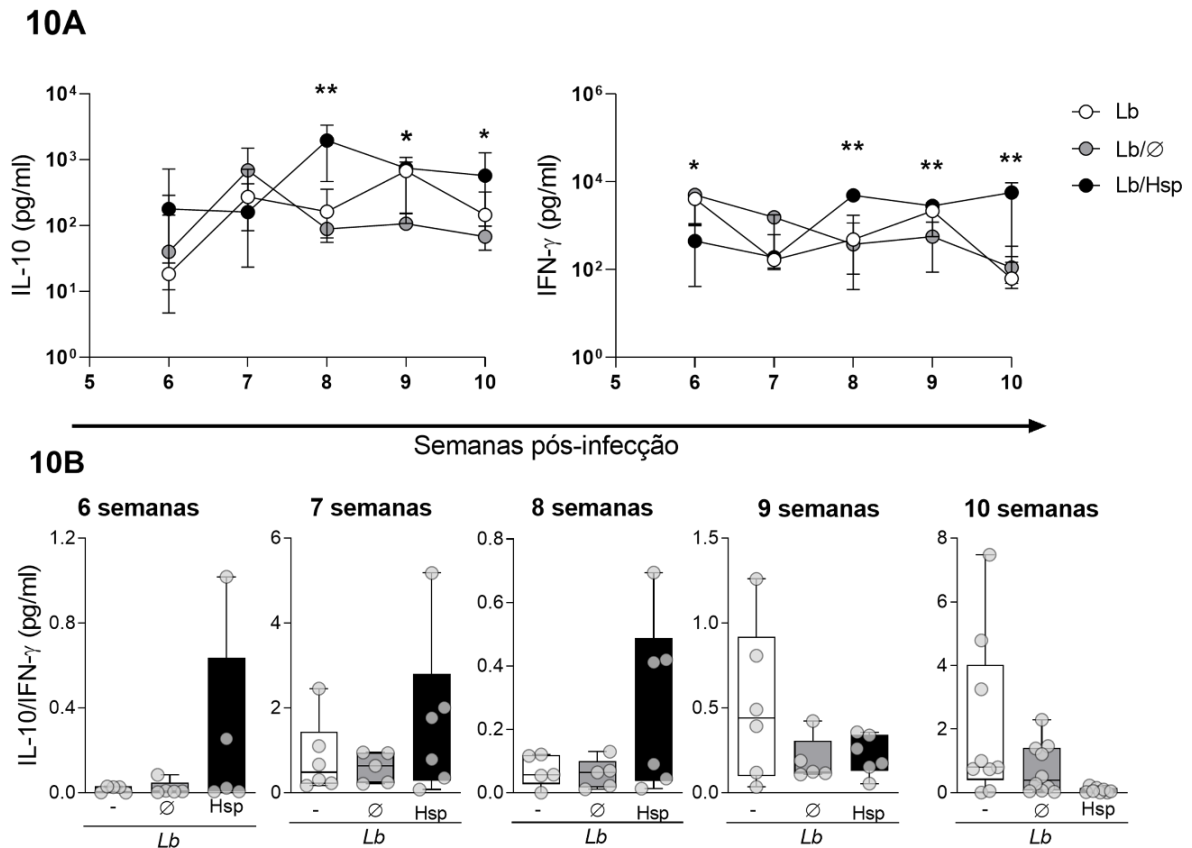 10A
IL-10 (pg/ml)
10⁴
10³
10²
10¹
10⁰
**
*
*
5 6 7 8 9 10
IFN-γ (pg/ml)
10⁶
10⁴
10²
10⁰
*
**
**
**
5 6 7 8 9 10
Lb
Lb/∅
Lb/Hsp
Semanas pós-infecção
10B
IL-10/IFN-γ (pg/ml)
6 semanas
1.2
0.8
0.4
0.0
- ∅ Hsp
Lb
7 semanas
6
4
2
0
- ∅ Hsp
Lb
8 semanas
0.8
0.6
0.4
0.2
0.0
- ∅ Hsp
Lb
9 semanas
1.5
1.0
0.5
0.0
- ∅ Hsp
Lb
10 semanas
8
6
4
2
0
- ∅ Hsp
Lb